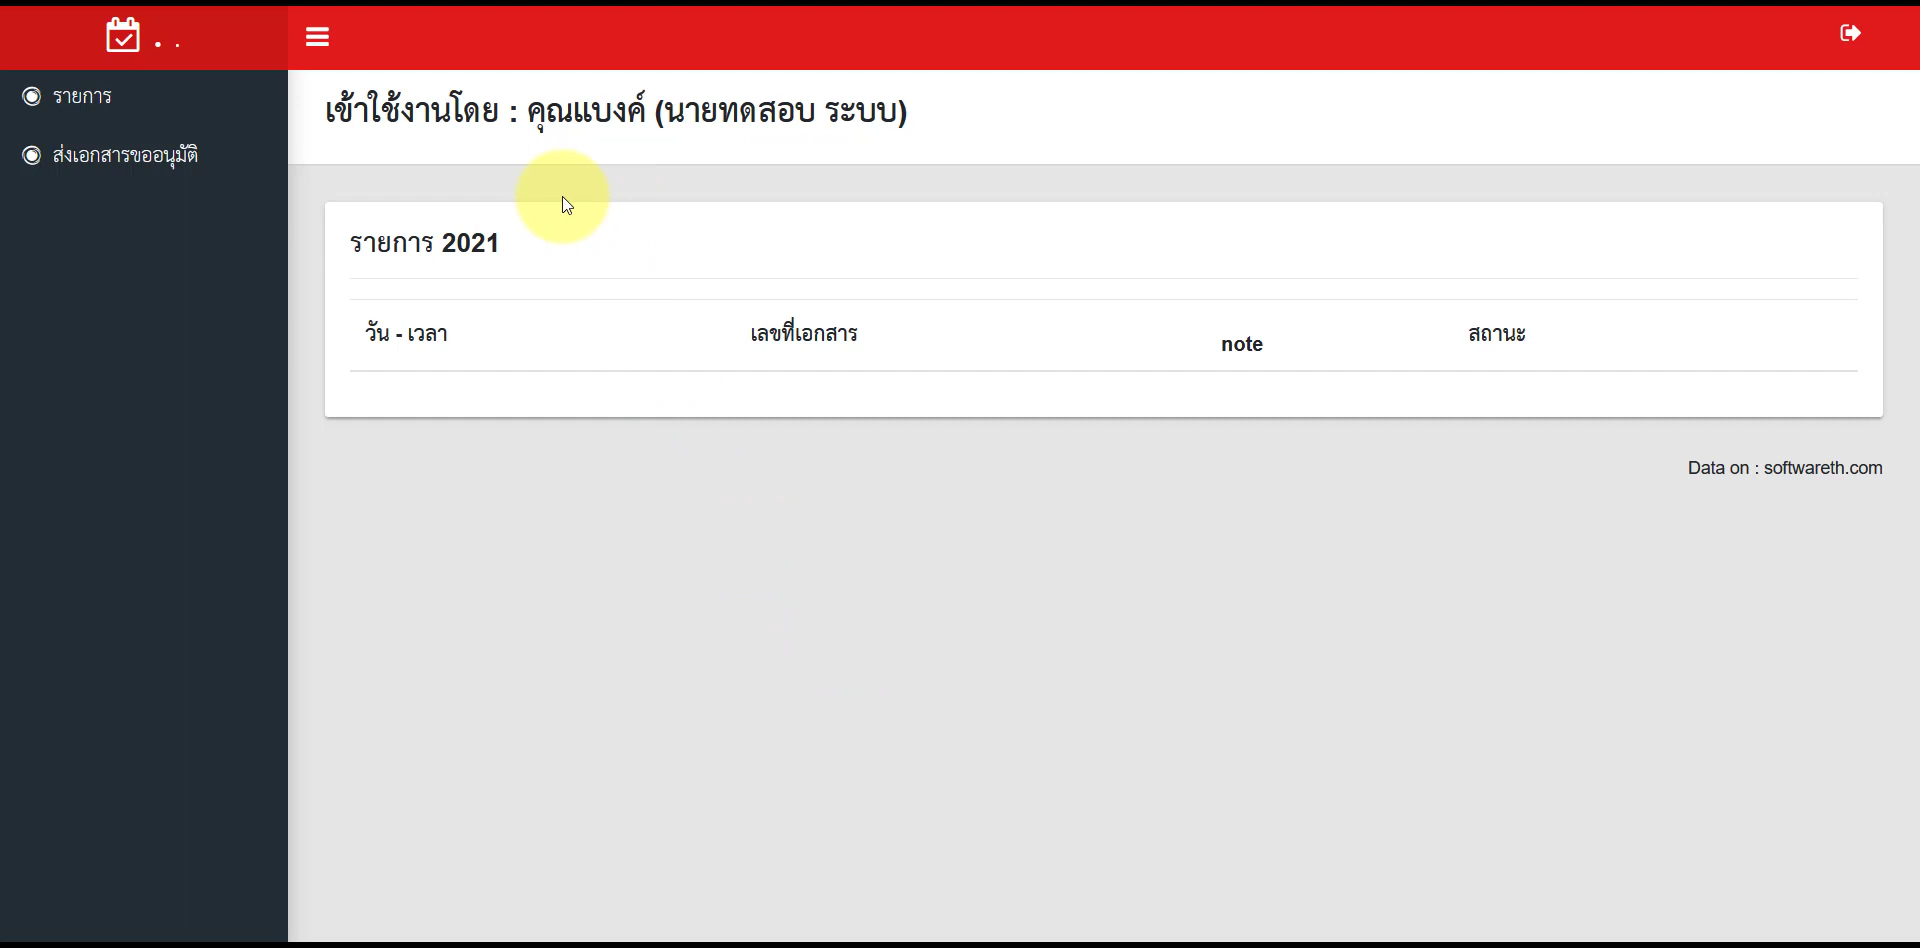 รายการ
ส่งเอกสารขออนุมัติ
เข้าใช้งานโดย : คุณแบงค์ (นายทดสอบ ระบบ)
รายการ 2021
วัน - เวลา เลขที่เอกสาร note สถานะ
Data on : softwareth.com